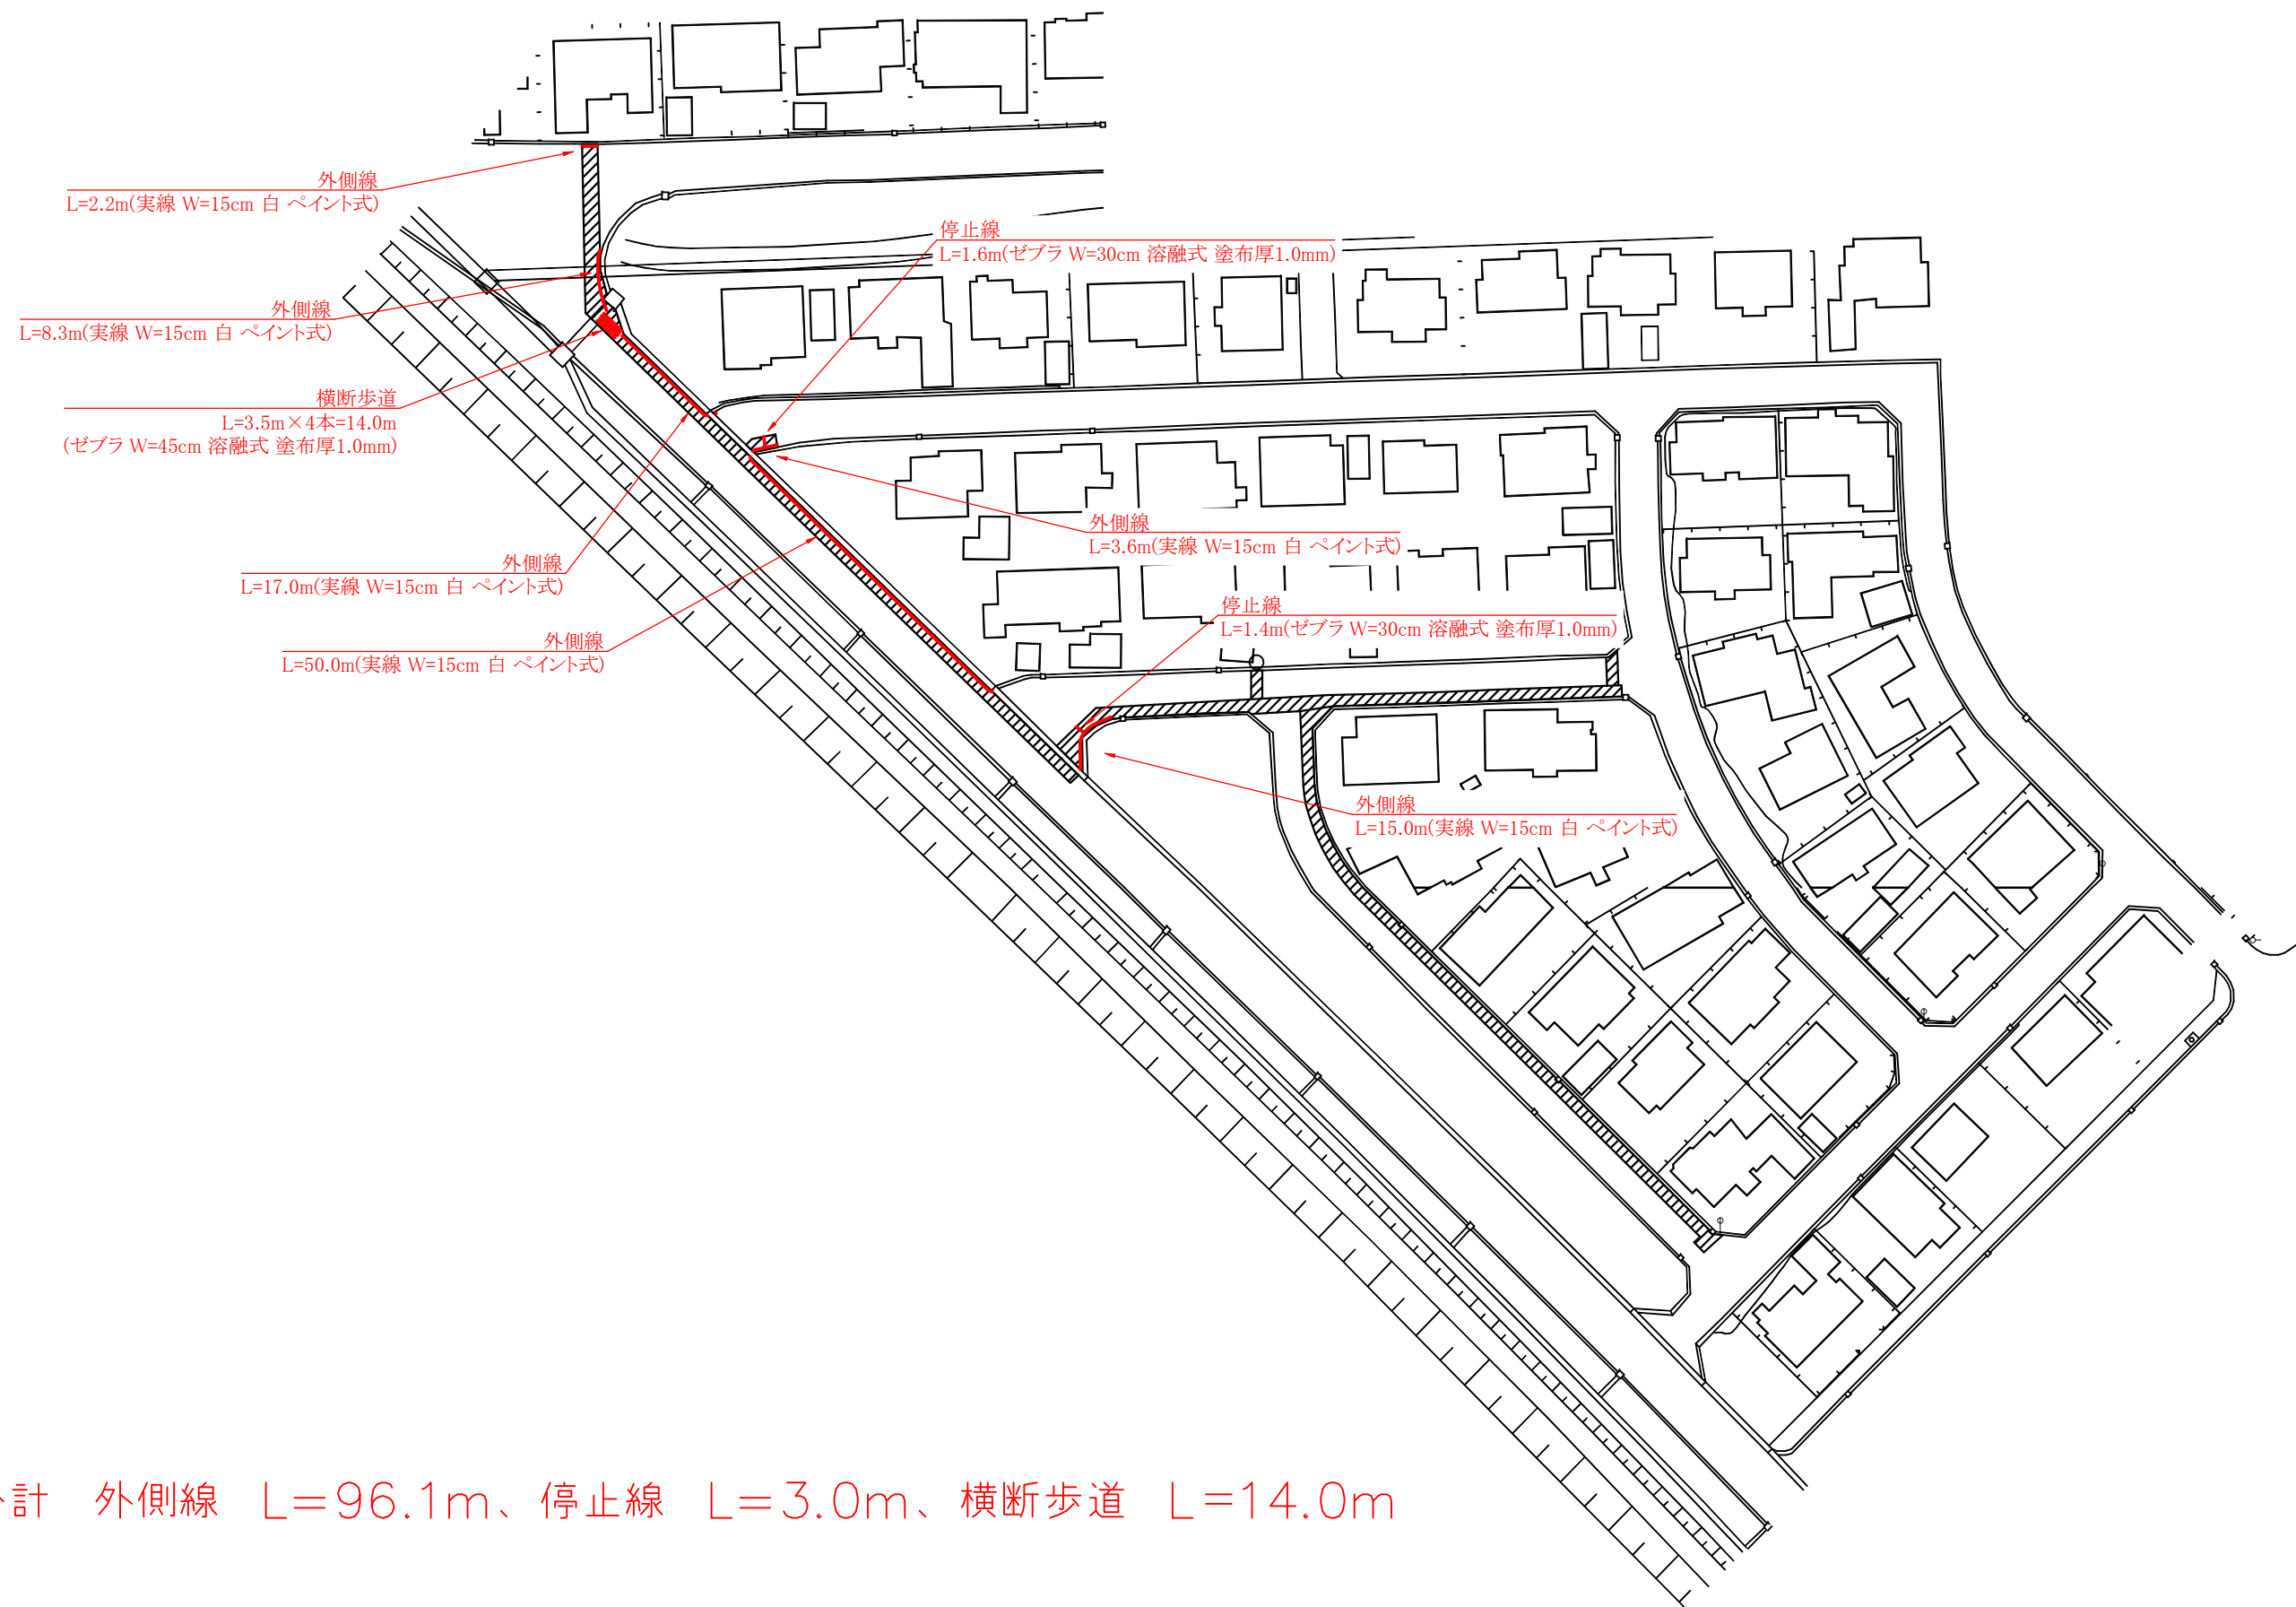 外側線
L=2.2m(実線 W=15cm 白 ペイント式)
停止線
L=1.6m(ゼブラ W=30cm 溶融式 塗布厚1.0mm)
外側線
L=8.3m(実線 W=15cm 白 ペイント式)
横断歩道
L=3.5m×4本=14.0m
(ゼブラ W=45cm 溶融式 塗布厚1.0mm)
外側線
L=3.6m(実線 W=15cm 白 ペイント式)
外側線
L=17.0m(実線 W=15cm 白 ペイント式)
停止線
L=1.4m(ゼブラ W=30cm 溶融式 塗布厚1.0mm)
外側線
L=50.0m(実線 W=15cm 白 ペイント式)
外側線
L=15.0m(実線 W=15cm 白 ペイント式)
計 外側線 L=96.1m、停止線 L=3.0m、横断歩道 L=14.0m